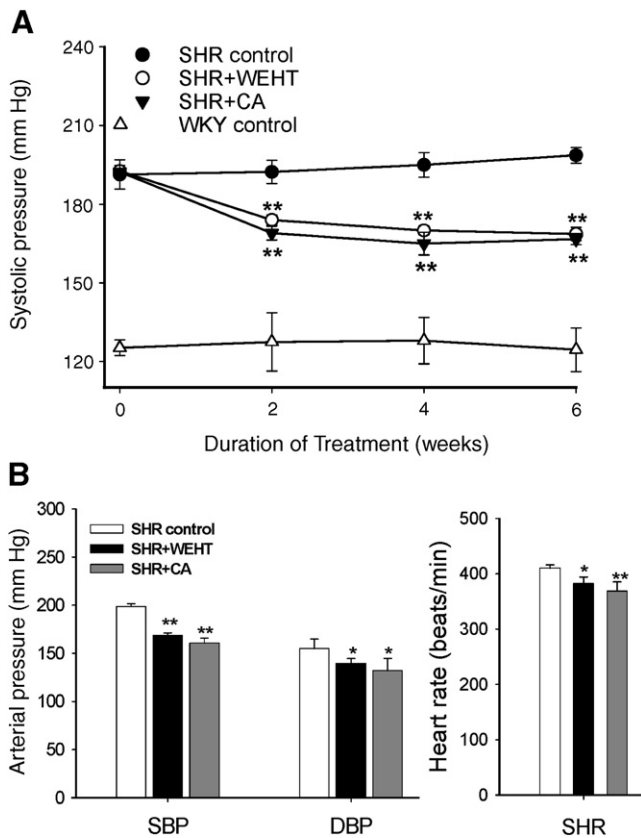 A
Systolic pressure (mm Hg)
240
210
180
150
120
SHR control
SHR+WEHT
SHR+CA
WKY control
** ** **
** ** **
0 2 4 6
Duration of Treatment (weeks)
B
Arterial pressure (mm Hg)
300
250
200
150
100
50
0
SHR control
SHR+WEHT
SHR+CA
** **
* *
SBP DBP
Heart rate (beats/min)
500
400
300
200
100
0
* **
SHR